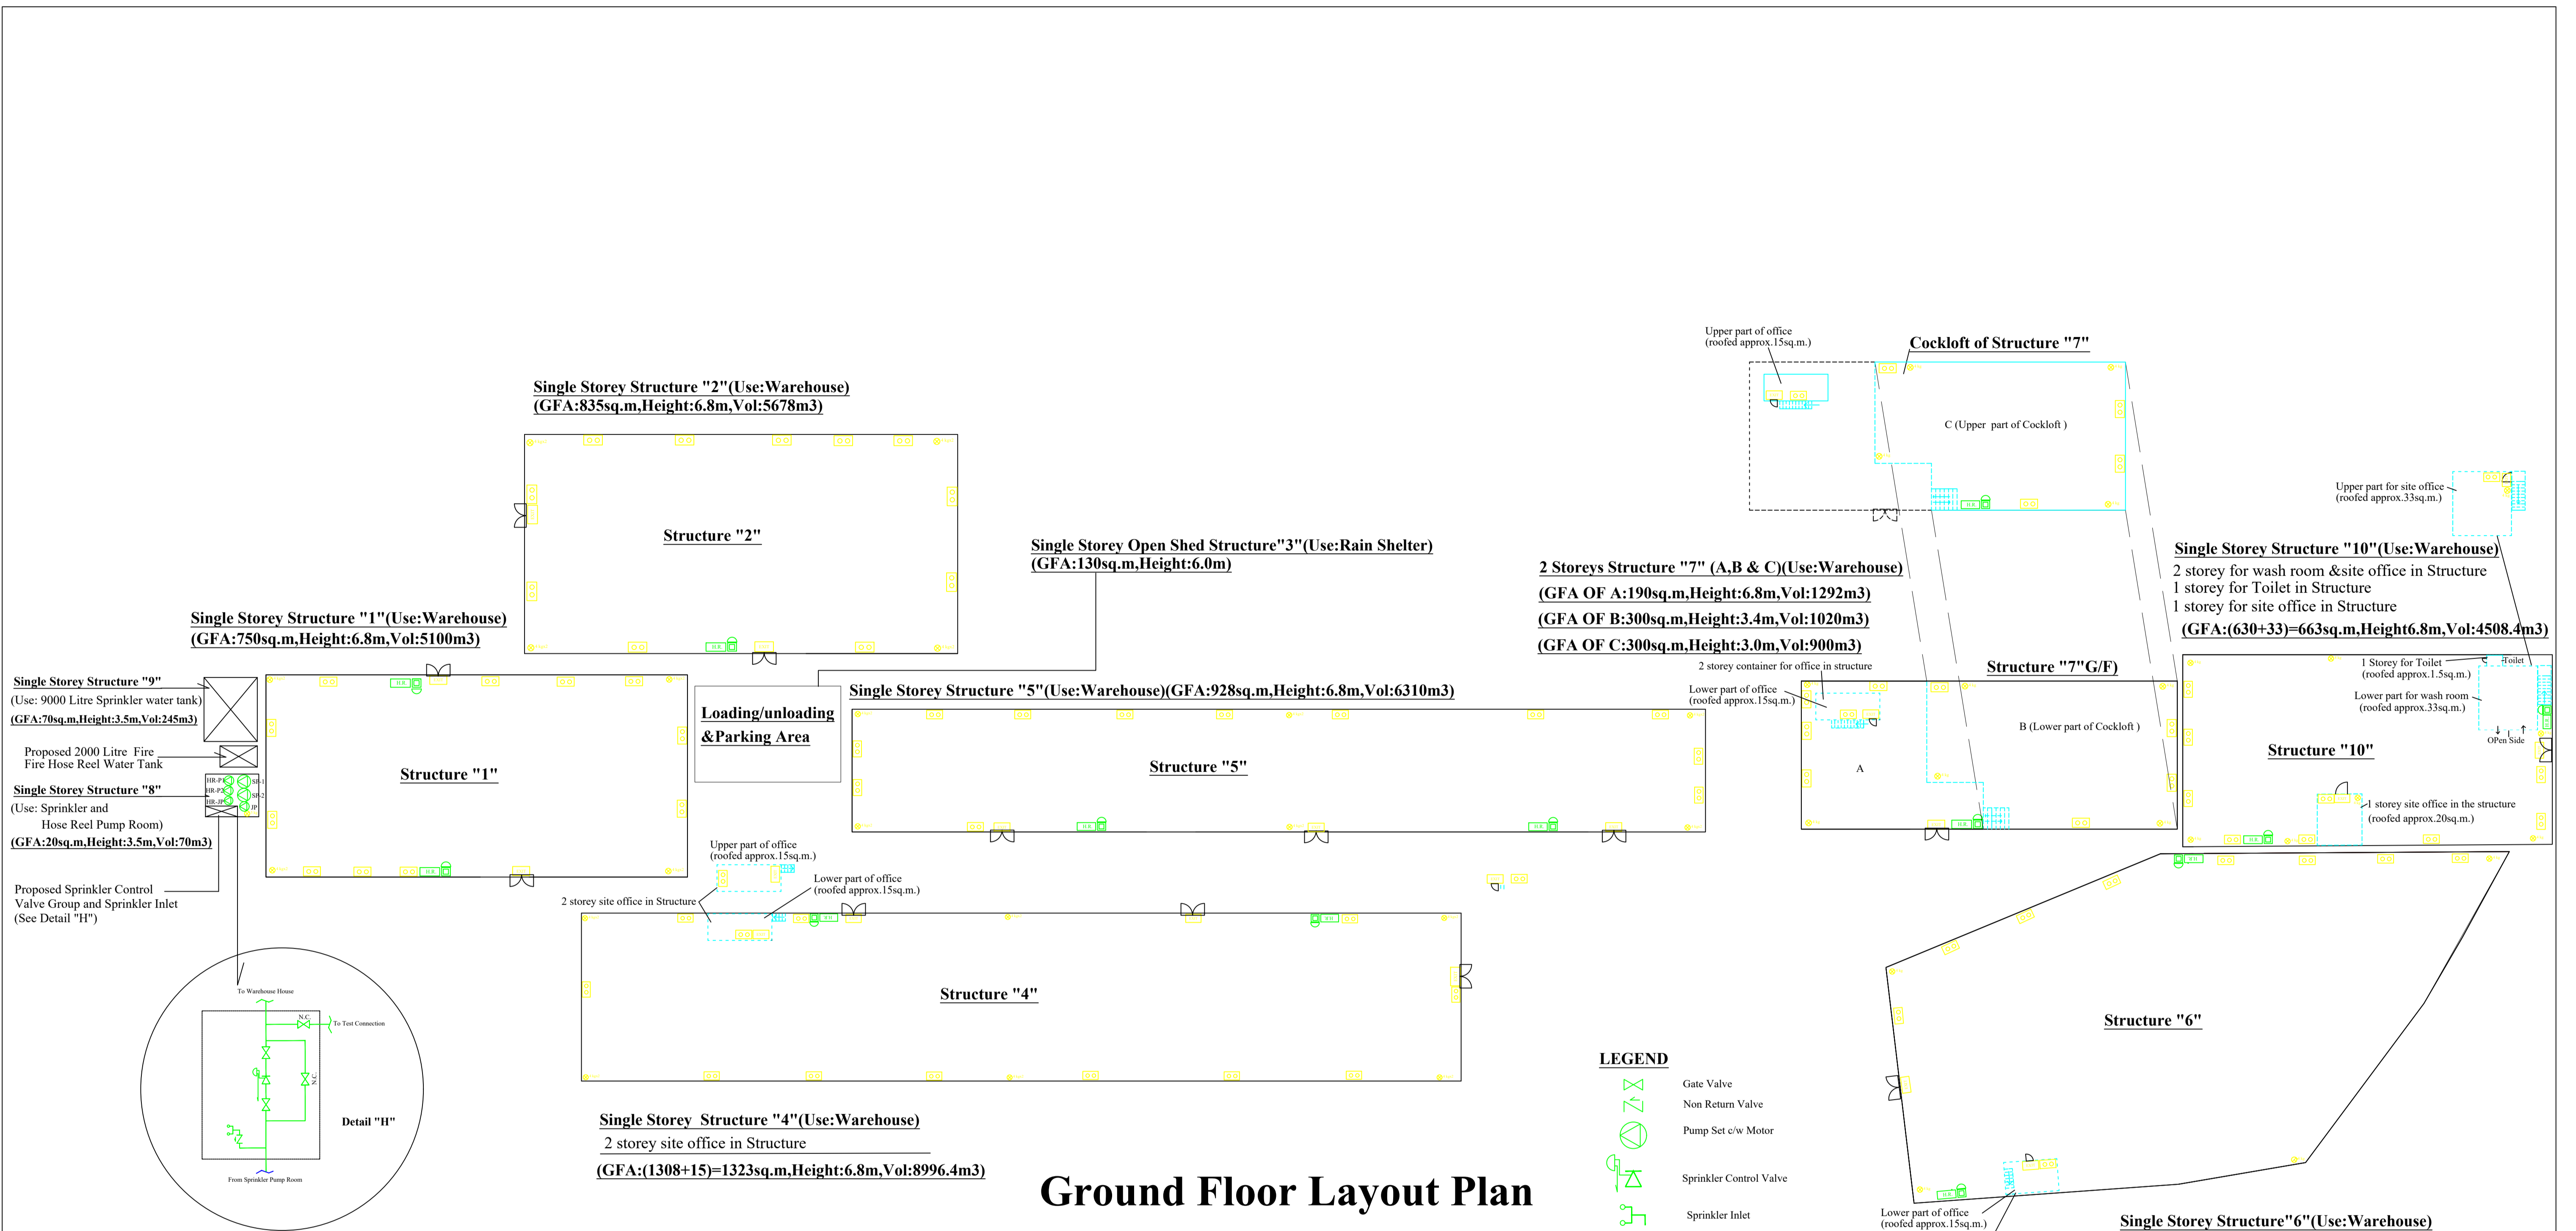 Upper part of office
(roofed approx.15sq.m.)
Cockloft of Structure "7"
C (Upper  part of Cockloft )
Upper part for site office
(roofed approx.33sq.m.)
Single Storey Structure "2"(Use:Warehouse)
(GFA:835sq.m,Height:6.8m,Vol:5678m3)
Structure "2"
Single Storey Open Shed Structure"3"(Use:Rain Shelter)
(GFA:130sq.m,Height:6.0m)
2 Storeys Structure "7" (A,B & C)(Use:Warehouse)
(GFA OF A:190sq.m,Height:6.8m,Vol:1292m3)
(GFA OF B:300sq.m,Height:3.4m,Vol:1020m3)
(GFA OF C:300sq.m,Height:3.0m,Vol:900m3)
Single Storey Structure "10"(Use:Warehouse)
2 storey for wash room &site office in Structure
1 storey for Toilet in Structure
1 storey for site office in Structure
(GFA:(630+33)=663sq.m,Height6.8m,Vol:4508.4m3)
Single Storey Structure "1"(Use:Warehouse)
(GFA:750sq.m,Height:6.8m,Vol:5100m3)
Single Storey Structure "9"
(Use: 9000 Litre Sprinkler water tank)
(GFA:70sq.m,Height:3.5m,Vol:245m3)
Proposed 2000 Litre  Fire
Fire Hose Reel Water Tank
Single Storey Structure "8"
(Use: Sprinkler and
Hose Reel Pump Room)
(GFA:20sq.m,Height:3.5m,Vol:70m3)
HR-P1
HR-P2
HR-JP
SP-1
SP-2
JP
Proposed Sprinkler Control
Valve Group and Sprinkler Inlet
(See Detail "H")
Structure "1"
Loading/unloading
&Parking Area
Single Storey Structure "5"(Use:Warehouse)(GFA:928sq.m,Height:6.8m,Vol:6310m3)
Structure "5"
2 storey container for office in structure
Lower part of office
(roofed approx.15sq.m.)
Structure "7"G/F)
A
B (Lower part of Cockloft )
1 Storey for Toilet
(roofed approx.1.5sq.m.)
Toilet
Lower part for wash room
(roofed approx.33sq.m.)
OPen Side
Structure "10"
1 storey site office in the structure
(roofed approx.20sq.m.)
Upper part of office
(roofed approx.15sq.m.)
Lower part of office
(roofed approx.15sq.m.)
2 storey site office in Structure
Structure "4"
Structure "6"
To Warehouse House
N.C.
To Test Connection
N.C.
Detail "H"
From Sprinkler Pump Room
Single Storey  Structure "4"(Use:Warehouse)
2 storey site office in Structure
(GFA:(1308+15)=1323sq.m,Height:6.8m,Vol:8996.4m3)
Ground Floor Layout Plan
LEGEND
Gate Valve
Non Return Valve
Pump Set c/w Motor
Sprinkler Control Valve
Sprinkler Inlet
Lower part of office
(roofed approx.15sq.m.)
Single Storey Structure"6"(Use:Warehouse)